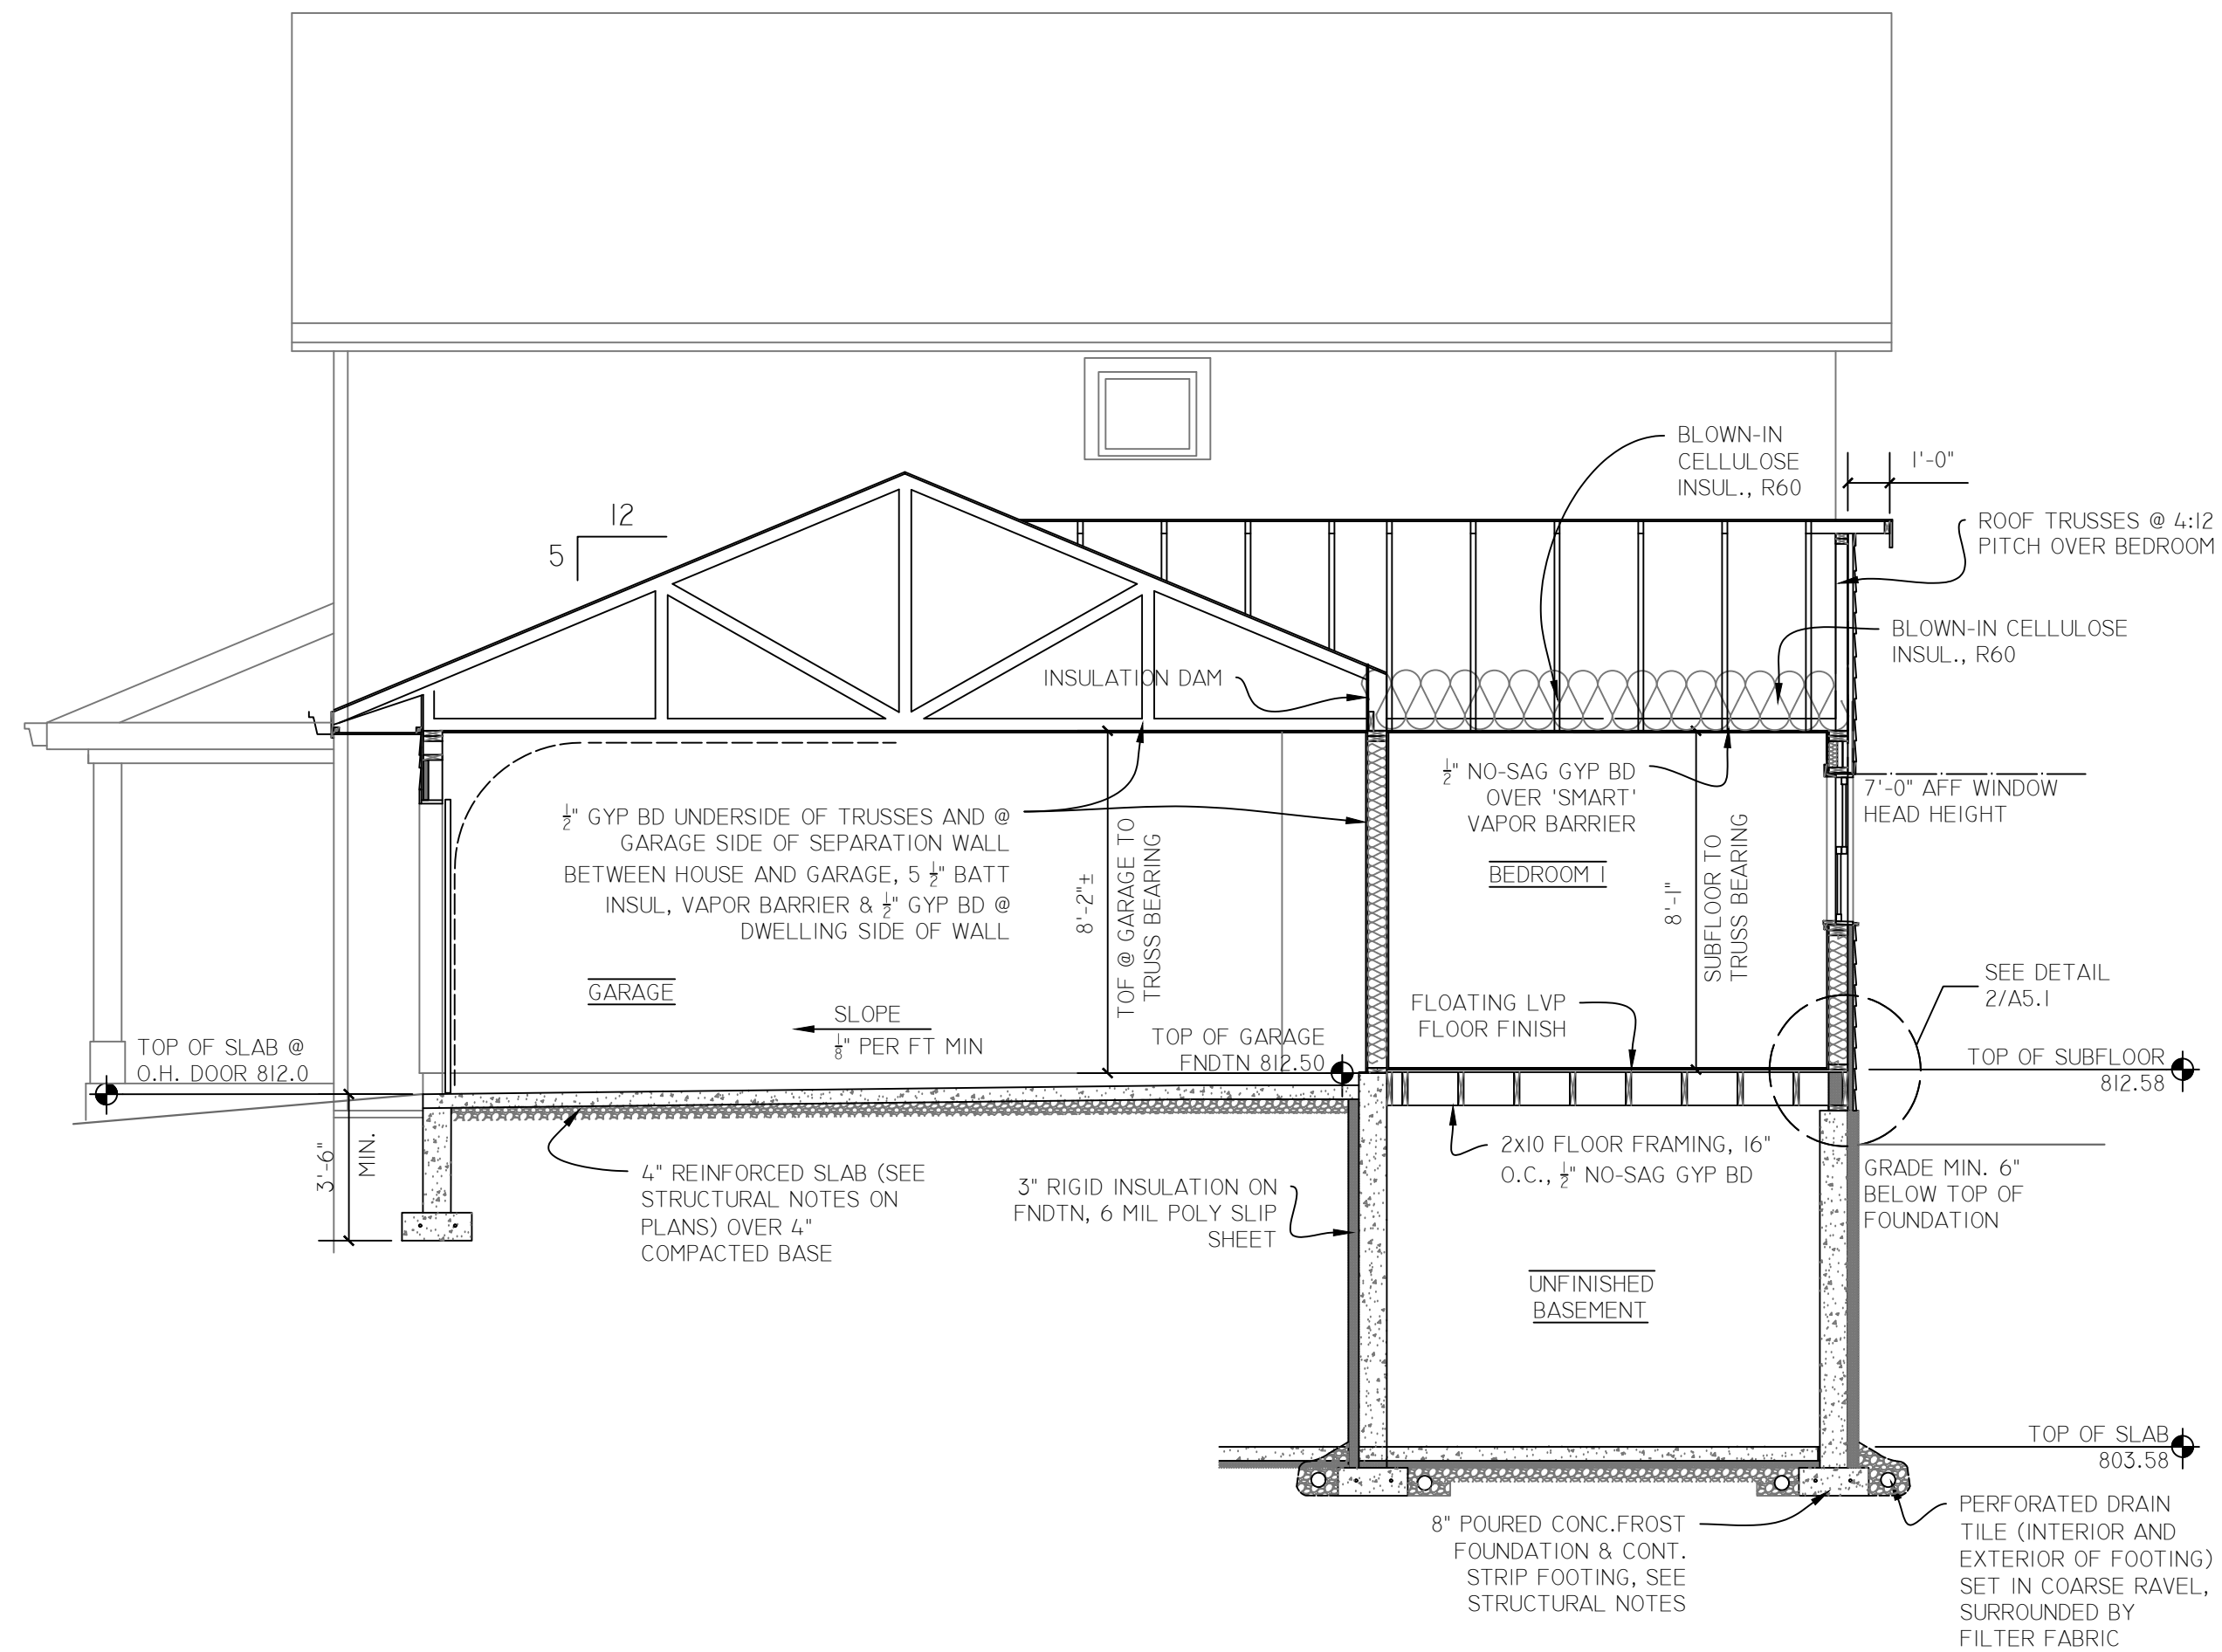 BLOWN-IN
CELLULOSE
INSUL., R60
1'-0"
12
5
ROOF TRUSSES @ 4:12
PITCH OVER BEDROOM
BLOWN-IN CELLULOSE
INSUL., R60
INSULATION DAM
½" NO-SAG GYP BD
OVER 'SMART'
VAPOR BARRIER
7'-0" AFF WINDOW
HEAD HEIGHT
½" GYP BD UNDERSIDE OF TRUSSES AND @
GARAGE SIDE OF SEPARATION WALL
BETWEEN HOUSE AND GARAGE, 5 ½" BATT
INSUL, VAPOR BARRIER & ½" GYP BD @
DWELLING SIDE OF WALL
8'-2"±
TOF @ GARAGE TO
TRUSS BEARING
BEDROOM 1
8'-1"
SUBFLOOR TO
TRUSS BEARING
GARAGE
SLOPE
⅛" PER FT MIN
FLOATING LVP
FLOOR FINISH
SEE DETAIL
2/A5.1
TOP OF SLAB @
O.H. DOOR 812.0
TOP OF GARAGE
FNDTN 812.50
TOP OF SUBFLOOR
812.58
3'-6"
MIN.
4" REINFORCED SLAB (SEE
STRUCTURAL NOTES ON
PLANS) OVER 4"
COMPACTED BASE
3" RIGID INSULATION ON
FNDTN, 6 MIL POLY SLIP
SHEET
2x10 FLOOR FRAMING, 16"
O.C., ½" NO-SAG GYP BD
GRADE MIN. 6"
BELOW TOP OF
FOUNDATION
UNFINISHED
BASEMENT
TOP OF SLAB
803.58
8" POURED CONC.FROST
FOUNDATION & CONT.
STRIP FOOTING, SEE
STRUCTURAL NOTES
PERFORATED DRAIN
TILE (INTERIOR AND
EXTERIOR OF FOOTING)
SET IN COARSE RAVEL,
SURROUNDED BY
FILTER FABRIC